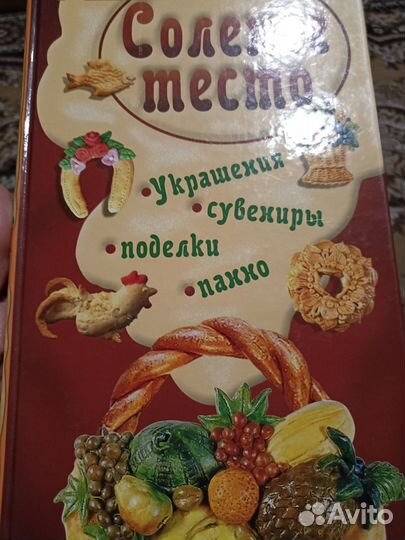 Соленое
тесто
• Украшения
• сувениры
• поделки
• панно
Avito